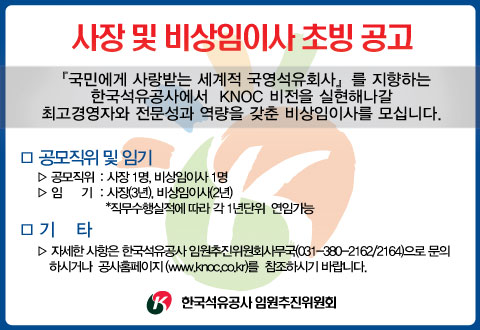 사장 및 비상임이사 초빙 공고
『국민에게 사랑받는 세계적 국영석유회사』를 지향하는
한국석유공사에서 KNOC 비전을 실현해나갈
최고경영자와 전문성과 역량을 갖춘 비상임이사를 모십니다.
□ 공모직위 및 임기
▷ 공모직위 : 사장 1명, 비상임이사 1명
▷ 임 기 : 사장(3년), 비상임이사(2년)
*직무수행실적에 따라 각 1년단위 연임가능
□ 기 타
▷ 자세한 사항은 한국석유공사 임원추진위원회사무국(031-380-2162/2164)으로 문의
하시거나 공사홈페이지 (www.knoc.co.kr)를 참조하시기 바랍니다.
한국석유공사 임원추진위원회